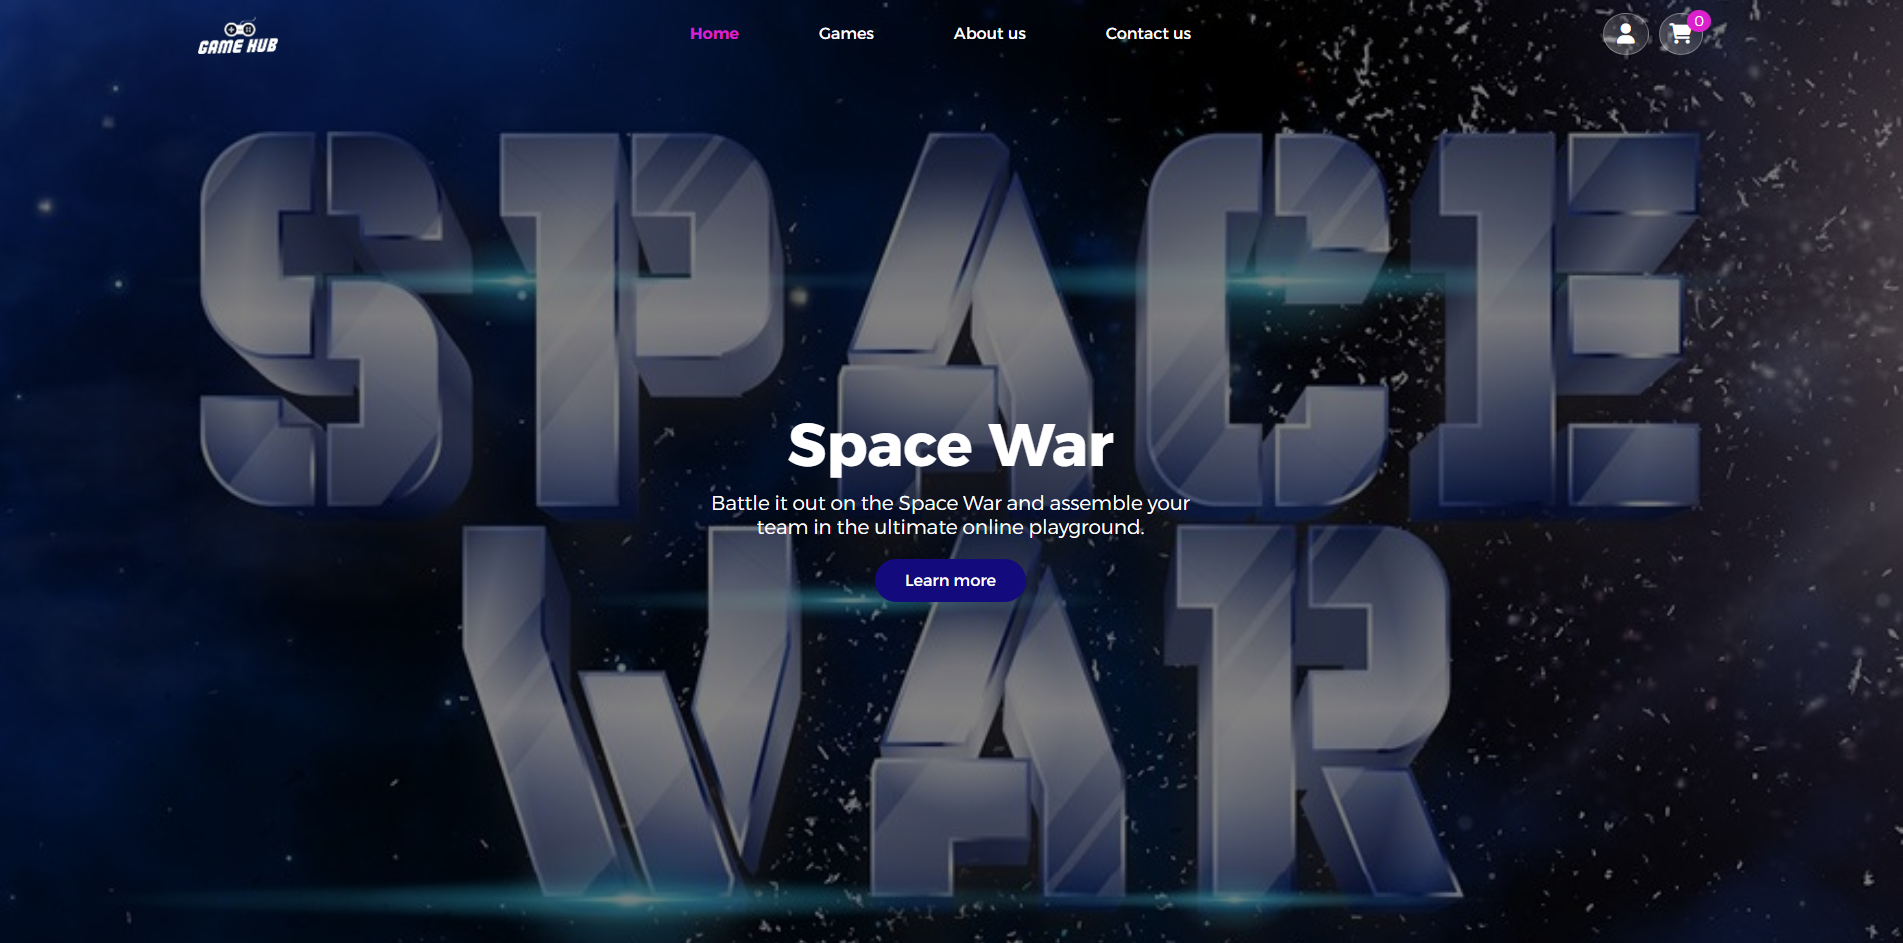 GAME HUB
Home
Games
About us
Contact us
0
SPACE
Space War
Battle it out on the Space War and assemble your
team in the ultimate online playground.
Learn more
WAR